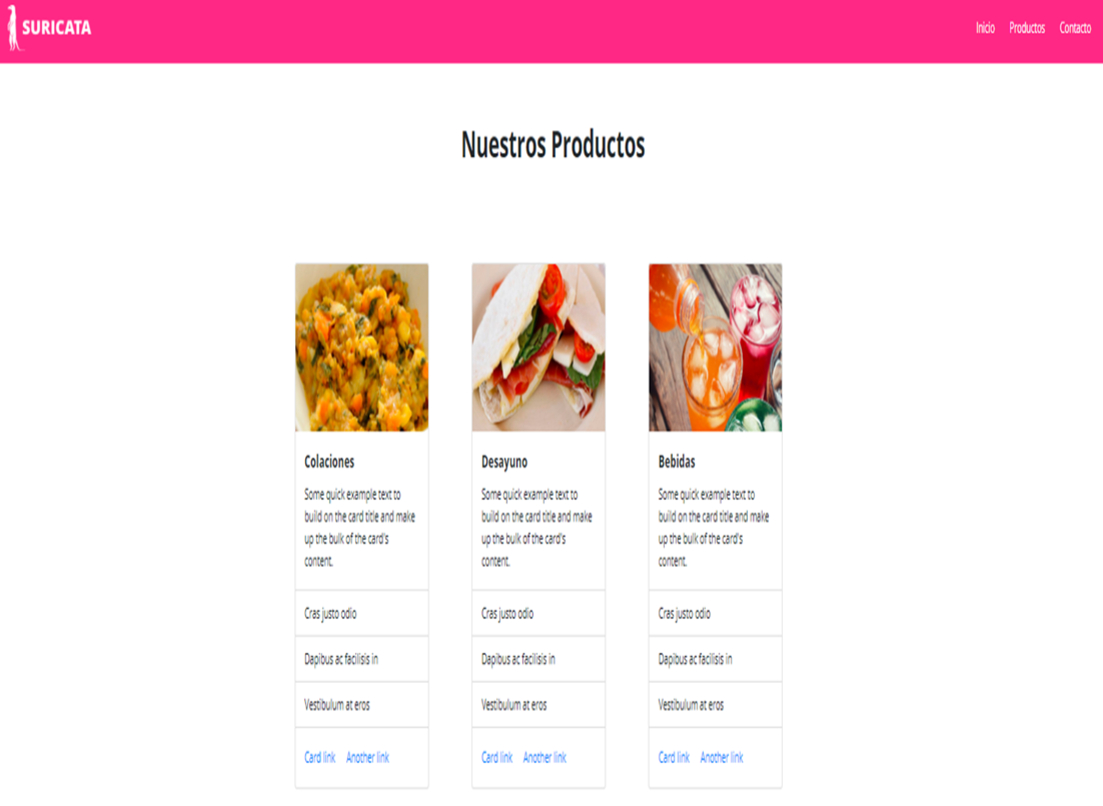 SURICATA
Inicio Productos Contacto
Nuestros Productos
Colaciones
Some quick example text to
build on the card title and make
up the bulk of the card's
content.
Cras justo odio
Dapibus ac facilisis in
Vestibulum at eros
Card link Another link
Desayuno
Some quick example text to
build on the card title and make
up the bulk of the card's
content.
Cras justo odio
Dapibus ac facilisis in
Vestibulum at eros
Card link Another link
Bebidas
Some quick example text to
build on the card title and make
up the bulk of the card's
content.
Cras justo odio
Dapibus ac facilisis in
Vestibulum at eros
Card link Another link